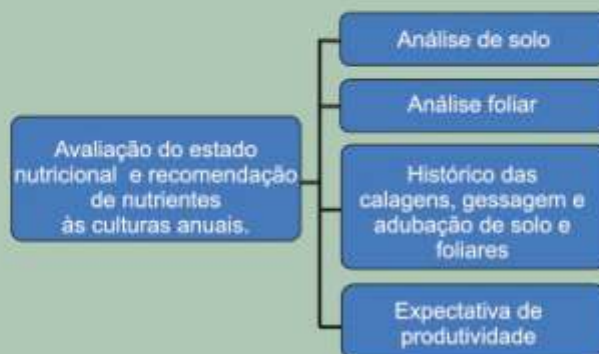 Avaliação do estado
nutricional e recomendação
de nutrientes
às culturas anuais.
Análise de solo
Análise foliar
Histórico das
calagens, gessagem e
adubação de solo e
foliares
Expectativa de
produtividade